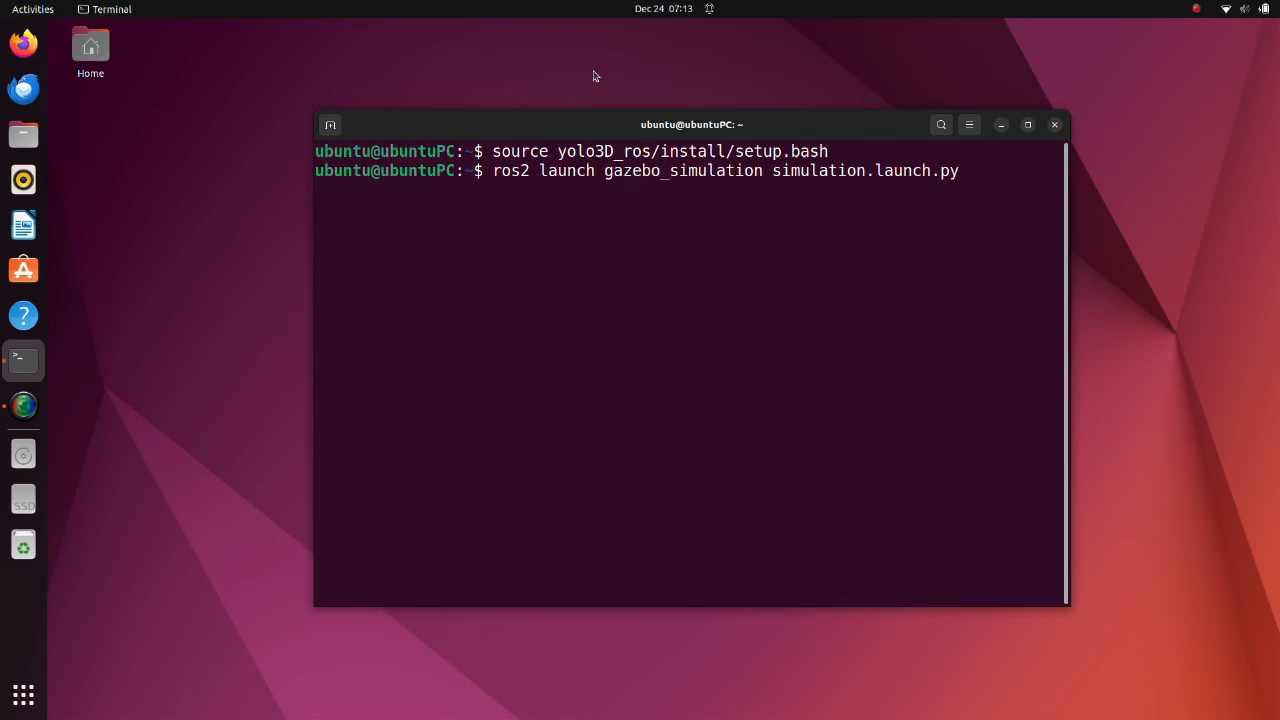 Activities
Terminal
Dec 24 07:13
Home
ubuntu@ubuntuPC: ~
ubuntu@ubuntuPC:~$ source yolo3D_ros/install/setup.bash
ubuntu@ubuntuPC:~$ ros2 launch gazebo_simulation simulation.launch.py
SSD